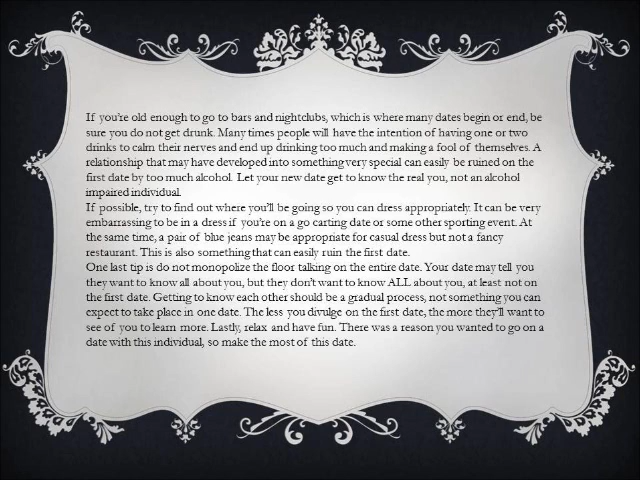 If you're old enough to go to bars and nightclubs, which is where many dates begin or end, be
sure you do not get drunk. Many times people will have the intention of having one or two
drinks to calm their nerves and end up drinking too much and making a fool of themselves. A
relationship that may have developed into something very special can easily be ruined on the
first date by too much alcohol. Let your new date get to know the real you, not an alcohol
impaired individual.
If possible, try to find out where you'll be going so you can dress appropriately. It can be very
embarrassing to be in a dress if you're on a go carting date or some other sporting event. At
the same time, a pair of blue jeans may be appropriate for casual dress but not a fancy
restaurant. This is also something that can easily ruin the first date.
One last tip is do not monopolize the floor talking on the entire date. Your date may tell you
they want to know all about you, but they don't want to know ALL about you, at least not on
the first date. Getting to know each other should be a gradual process, not something you can
expect to take place in one date. The less you divulge on the first date, the more they'll want to
see of you to learn more. Lastly, relax and have fun. There was a reason you wanted to go on a
date with this individual, so make the most of this date.